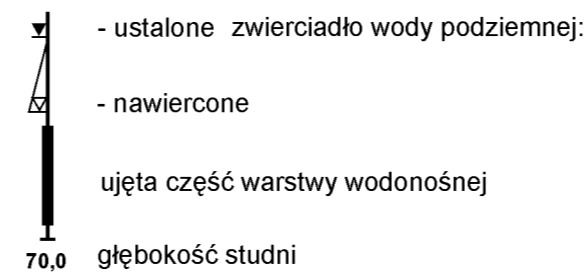 - ustalone zwierciadło wody podziemnej:
- nawiercone
ujęta część warstwy wodonośnej
70,0 głębokość studni